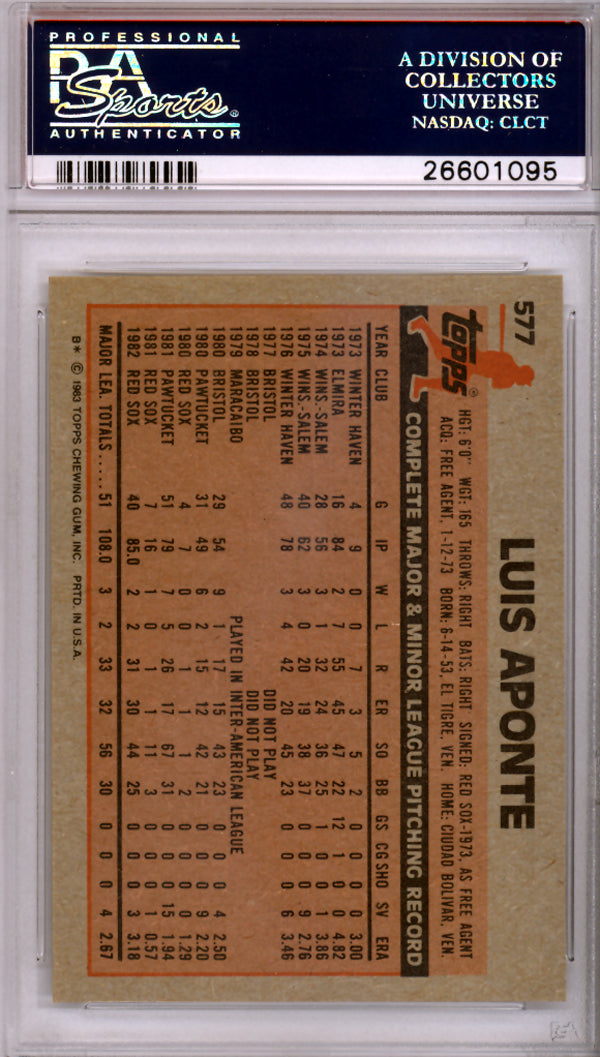 PROFESSIONAL
PSA
Sports®
AUTHENTICATOR
A DIVISION OF
COLLECTORS
UNIVERSE
NASDAQ: CLCT
26601095
577
LUIS APONTE
TOPPS®
HGT: 6'0" WGT: 165 THROWS: RIGHT BATS: RIGHT SIGNED: RED SOX-1973, AS FREE AGENT
ACQ: FREE AGENT, 1-12-73 BORN: 6-14-53, EL TIGRE, VEN. HOME: CIUDAD BOLIVAR, VEN.
COMPLETE MAJOR & MINOR LEAGUE PITCHING RECORD
YEAR CLUB G IP W L R ER SO BB GS CG SHO SV ERA
1973 WINTER HAVEN 4 9 0 0 7 3 5 2 0 0 0 0 3.00
1973 ELMIRA 16 84 2 7 55 45 47 22 12 1 0 0 4.82
1974 WINS.-SALEM 28 56 3 1 32 24 36 25 1 0 0 1 3.86
1975 WINS.-SALEM 40 62 3 0 20 19 38 37 0 0 0 9 2.76
1976 WINTER HAVEN 48 78 3 4 42 20 45 23 0 0 0 6 3.46
1977 BRISTOL DID NOT PLAY
1978 BRISTOL DID NOT PLAY
1979 MARACAIBO PLAYED IN INTER-AMERICAN LEAGUE
1980 BRISTOL 29 54 9 1 17 15 43 23 0 0 0 4 2.50
1980 PAWTUCKET 31 49 6 2 15 12 42 21 0 0 0 9 2.20
1980 RED SOX 4 7 0 0 1 1 1 2 0 0 0 0 1.29
1981 PAWTUCKET 51 79 7 5 26 17 67 31 0 0 0 15 1.94
1981 RED SOX 7 16 1 0 1 1 11 3 0 0 0 1 0.57
1982 RED SOX 40 85.0 2 2 31 30 44 25 0 0 0 3 3.18
MAJOR LEA. TOTALS..... 51 108.0 3 2 33 32 56 30 0 0 0 4 2.67
B* © 1983 TOPPS CHEWING GUM, INC. PRTD. IN U.S.A.